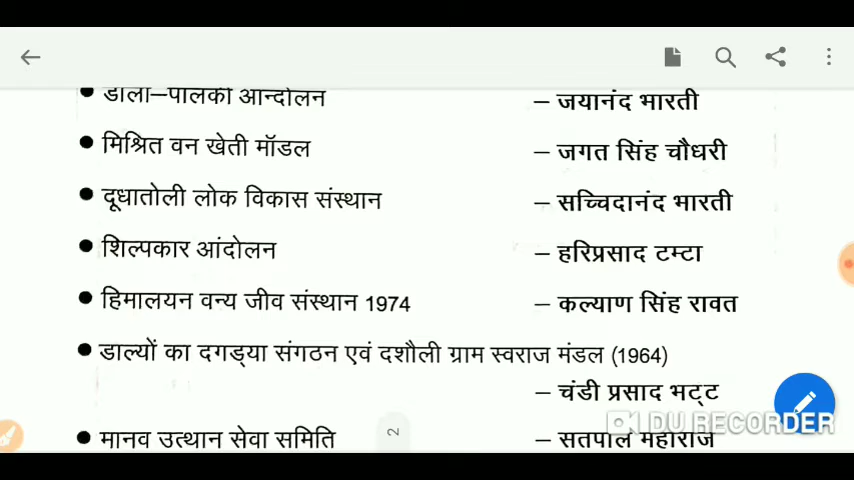 ● डोला–पालकी आन्दोलन – जयानंद भारती
● मिश्रित वन खेती मॉडल – जगत सिंह चौधरी
● दूधातोली लोक विकास संस्थान – सच्चिदानंद भारती
● शिल्पकार आंदोलन – हरिप्रसाद टम्टा
● हिमालयन वन्य जीव संस्थान 1974 – कल्याण सिंह रावत
● डाल्यों का दगड्या संगठन एवं दशौली ग्राम स्वराज मंडल (1964)
– चंडी प्रसाद भट्ट
DU RECORDER
● मानव उत्थान सेवा समिति – सतपाल महाराज
2